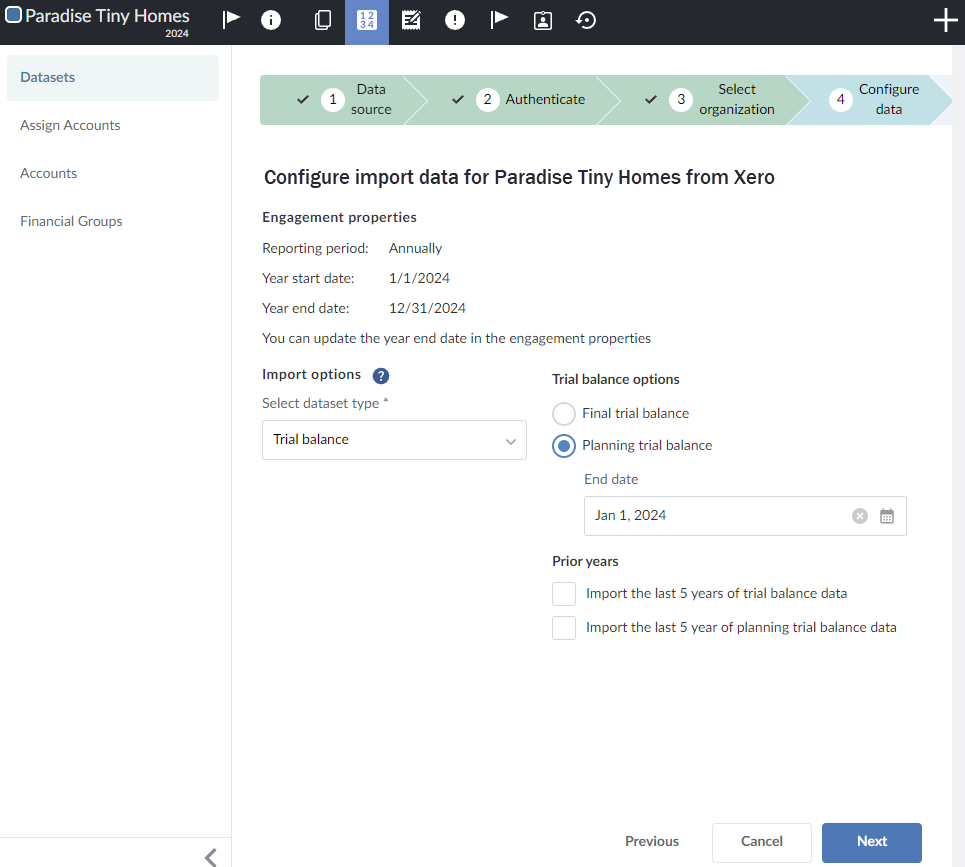 Paradise Tiny Homes
2024
1 2
3 4
Datasets
Assign Accounts
Accounts
Financial Groups
1 Data source
2 Authenticate
3 Select organization
4 Configure data
Configure import data for Paradise Tiny Homes from Xero
Engagement properties
Reporting period: Annually
Year start date: 1/1/2024
Year end date: 12/31/2024
You can update the year end date in the engagement properties
Import options ?
Select dataset type *
Trial balance
Trial balance options
Final trial balance
Planning trial balance
End date
Jan 1, 2024
Prior years
Import the last 5 years of trial balance data
Import the last 5 year of planning trial balance data
Previous
Cancel
Next